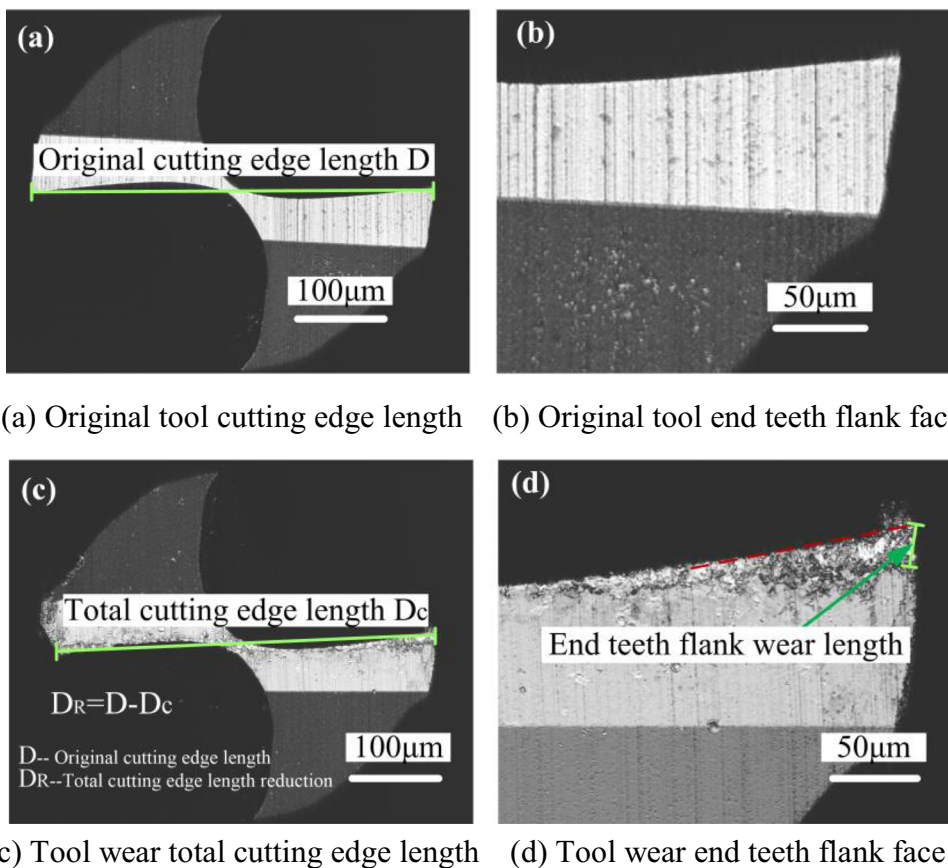 (a)
Original cutting edge length D
100μm
(b)
50μm
(a) Original tool cutting edge length
(b) Original tool end teeth flank fac
(c)
Total cutting edge length Dc
DR=D-Dc
D-- Original cutting edge length
DR--Total cutting edge length reduction
100μm
(d)
End teeth flank wear length
50μm
c) Tool wear total cutting edge length
(d) Tool wear end teeth flank face